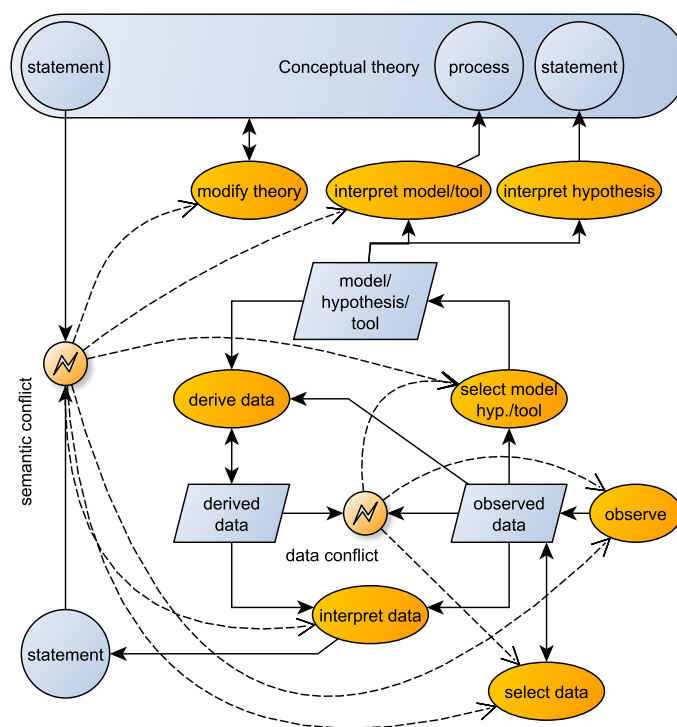 statement
Conceptual theory
process
statement
modify theory
interpret model/tool
interpret hypothesis
model/
hypothesis/
tool
semantic conflict
derive data
select model
hyp./tool
derived
data
observed
data
observe
data conflict
interpret data
statement
select data